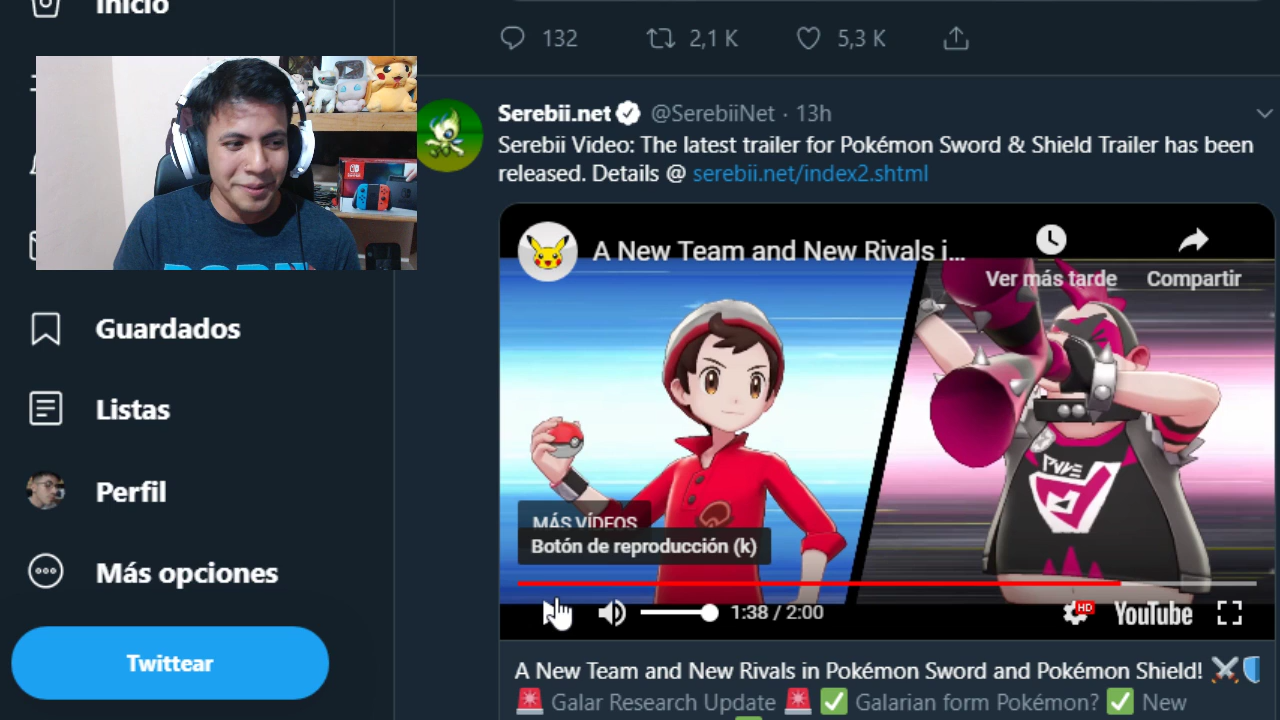 Inicio
132 2,1 K 5,3 K
Serebii.net @SerebiiNet · 13h
Serebii Video: The latest trailer for Pokémon Sword & Shield Trailer has been
released. Details @ serebii.net/index2.shtml
A New Team and New Rivals i...
Ver más tarde
Compartir
MÁS VÍDEOS
Botón de reproducción (k)
1:38 / 2:00
HD
YouTube
Guardados
Listas
Perfil
Más opciones
Twittear
A New Team and New Rivals in Pokémon Sword and Pokémon Shield! ⚔️🛡️
🚨 Galar Research Update 🚨 ✅ Galarian form Pokémon? ✅ New